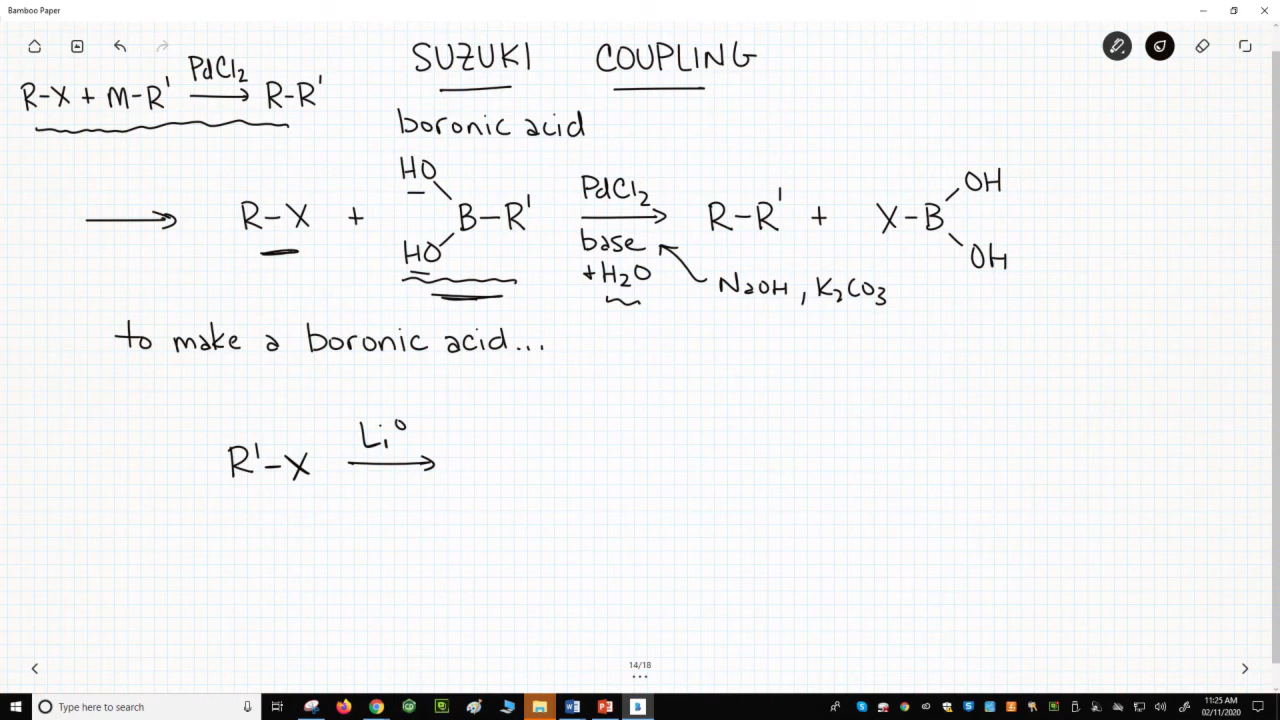 Bamboo Paper
SUZUKI COUPLING
PdCl2
R-X + M-R' → R-R'
boronic acid
HO
OH
PdCl2
R-X + B-R' → R-R' + X-B
HO
base
+H2O
OH
NaOH, K2CO3
to make a boronic acid...
Li°
R'-X →
14/18
Type here to search
11:25 AM
02/11/2020